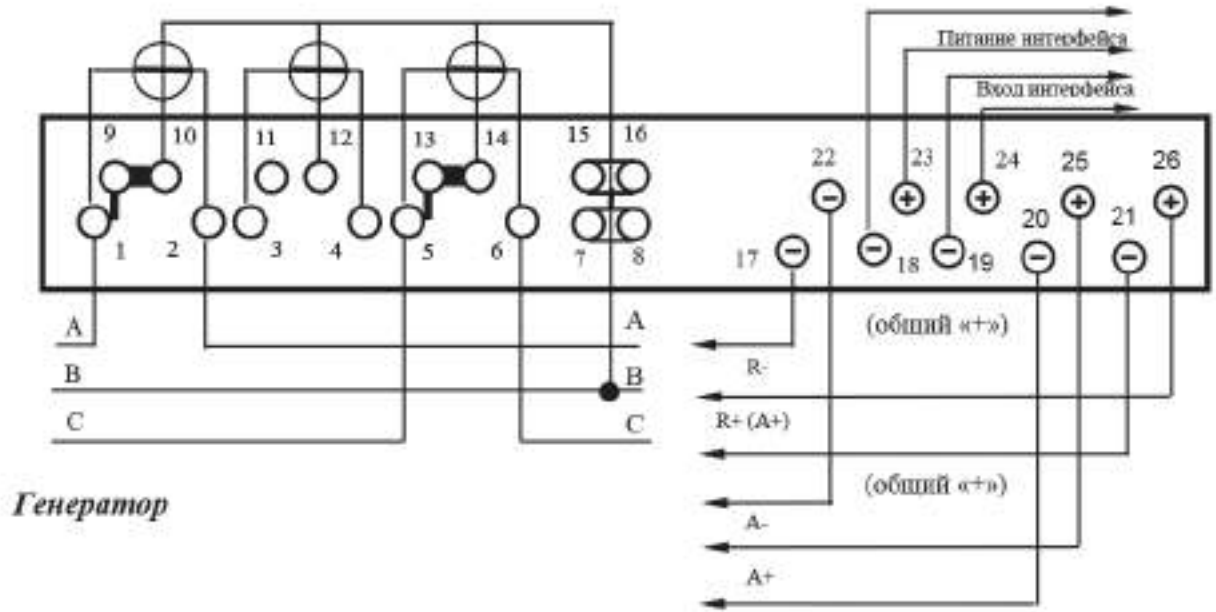 Питание интерфейса
Вход интерфейса
9 10 11 12 13 14 15 16
22 23 24 25 26
1 2 3 4 5 6 7 8
17 18 19 20 21
A A
B B
C C
(общий «+»)
R-
R+ (A+)
(общий «+»)
A-
A+
Генератор